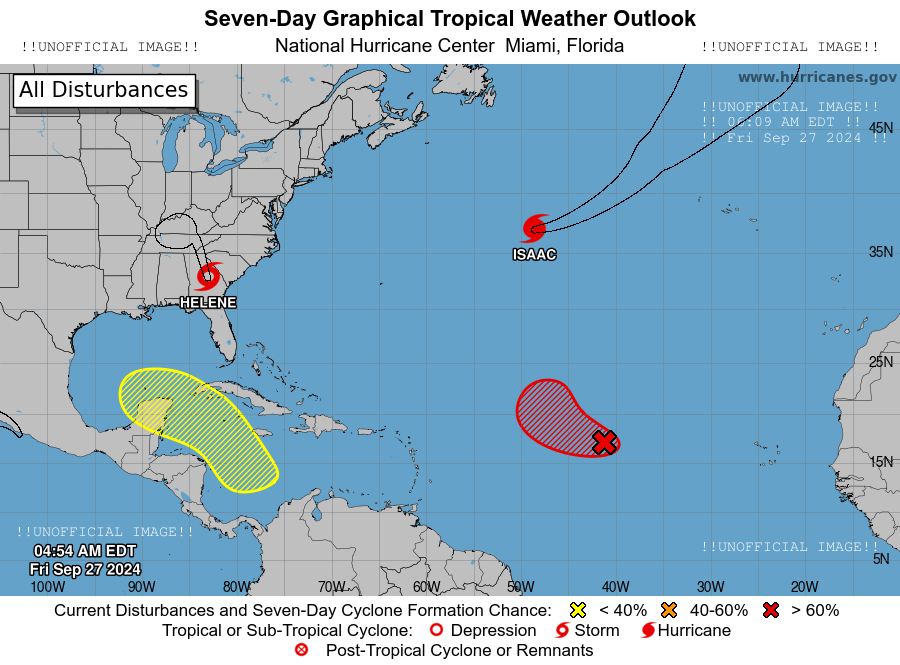 Seven-Day Graphical Tropical Weather Outlook
!!UNOFFICIAL IMAGE!! National Hurricane Center Miami, Florida !!UNOFFICIAL IMAGE!!
All Disturbances
www.hurricanes.gov
!!UNOFFICIAL IMAGE!!
!! 06:09 AM EDT !!
!! Fri Sep 27 2024 !!
45N
ISAAC
35N
HELENE
25N
15N
!!UNOFFICIAL IMAGE!!
!!UNOFFICIAL IMAGE!!
04:54 AM EDT
5N
Fri Sep 27 2024
100W 90W 80W 70W 60W 50W 40W 30W 20W
Current Disturbances and Seven-Day Cyclone Formation Chance: < 40% 40-60% > 60%
Tropical or Sub-Tropical Cyclone: Depression Storm Hurricane
Post-Tropical Cyclone or Remnants